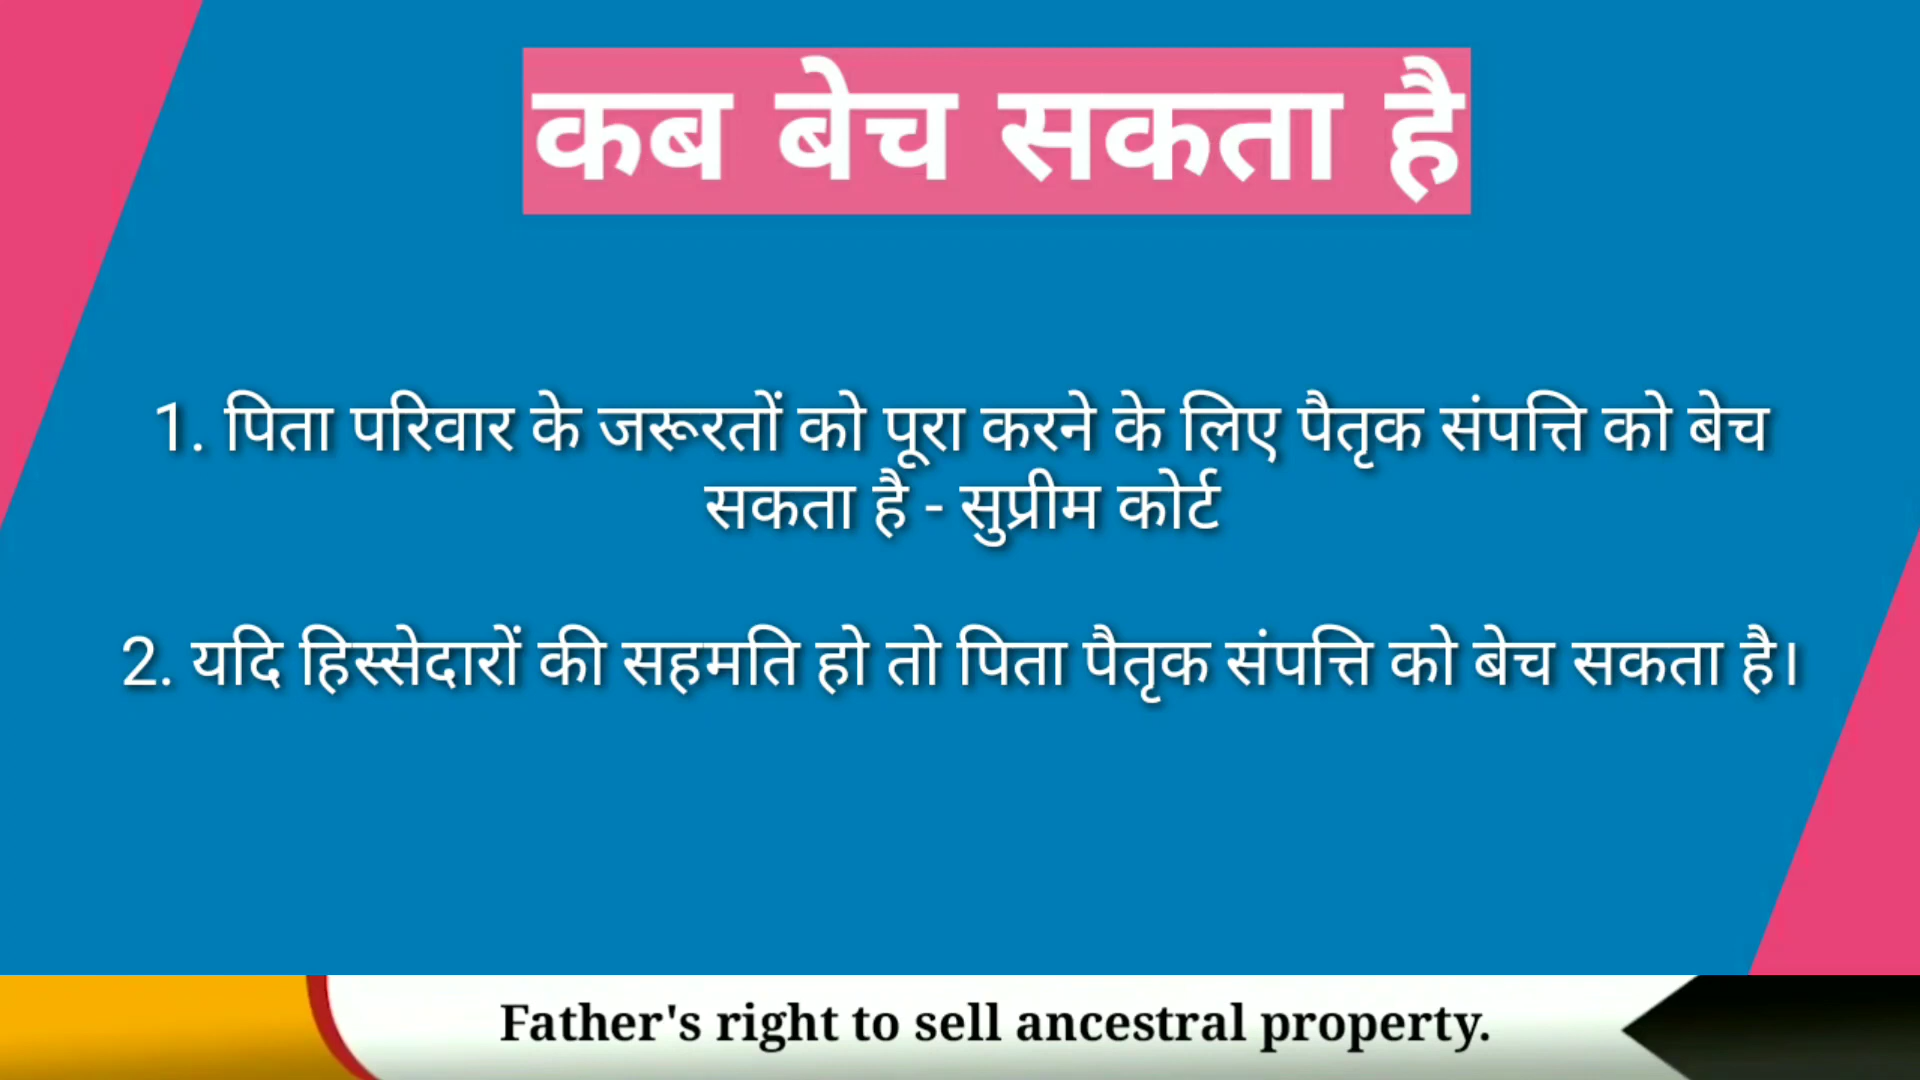 कब बेच सकता है
1. पिता परिवार के जरूरतों को पूरा करने के लिए पैतृक संपत्ति को बेच
सकता है - सुप्रीम कोर्ट
2. यदि हिस्सेदारों की सहमति हो तो पिता पैतृक संपत्ति को बेच सकता है।
Father's right to sell ancestral property.